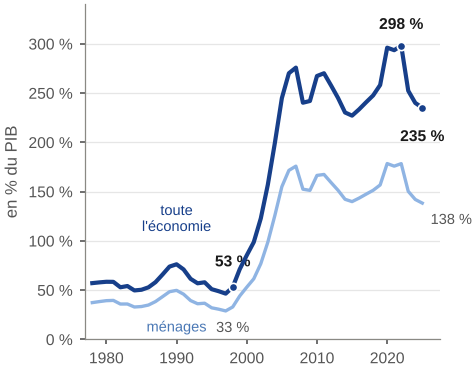 298 %
300 %
250 %
235 %
200 %
en % du PIB
150 %
toute
l'économie
138 %
100 %
53 %
50 %
ménages 33 %
0 %
1980 1990 2000 2010 2020